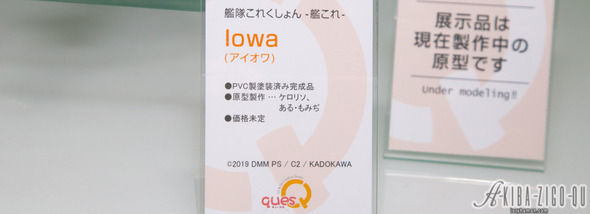 艦隊これくしょん -艦これ-
Iowa
(アイオワ)
●PVC製塗装済み完成品
●原型製作 … ケロリソ、
ある・もみぢ
●価格未定
©2019 DMM PS / C2 / KADOKAWA
quesQ
展示品は
現在製作中の
原型です
Under modeling!!
AKIBA-ZIGO-QU